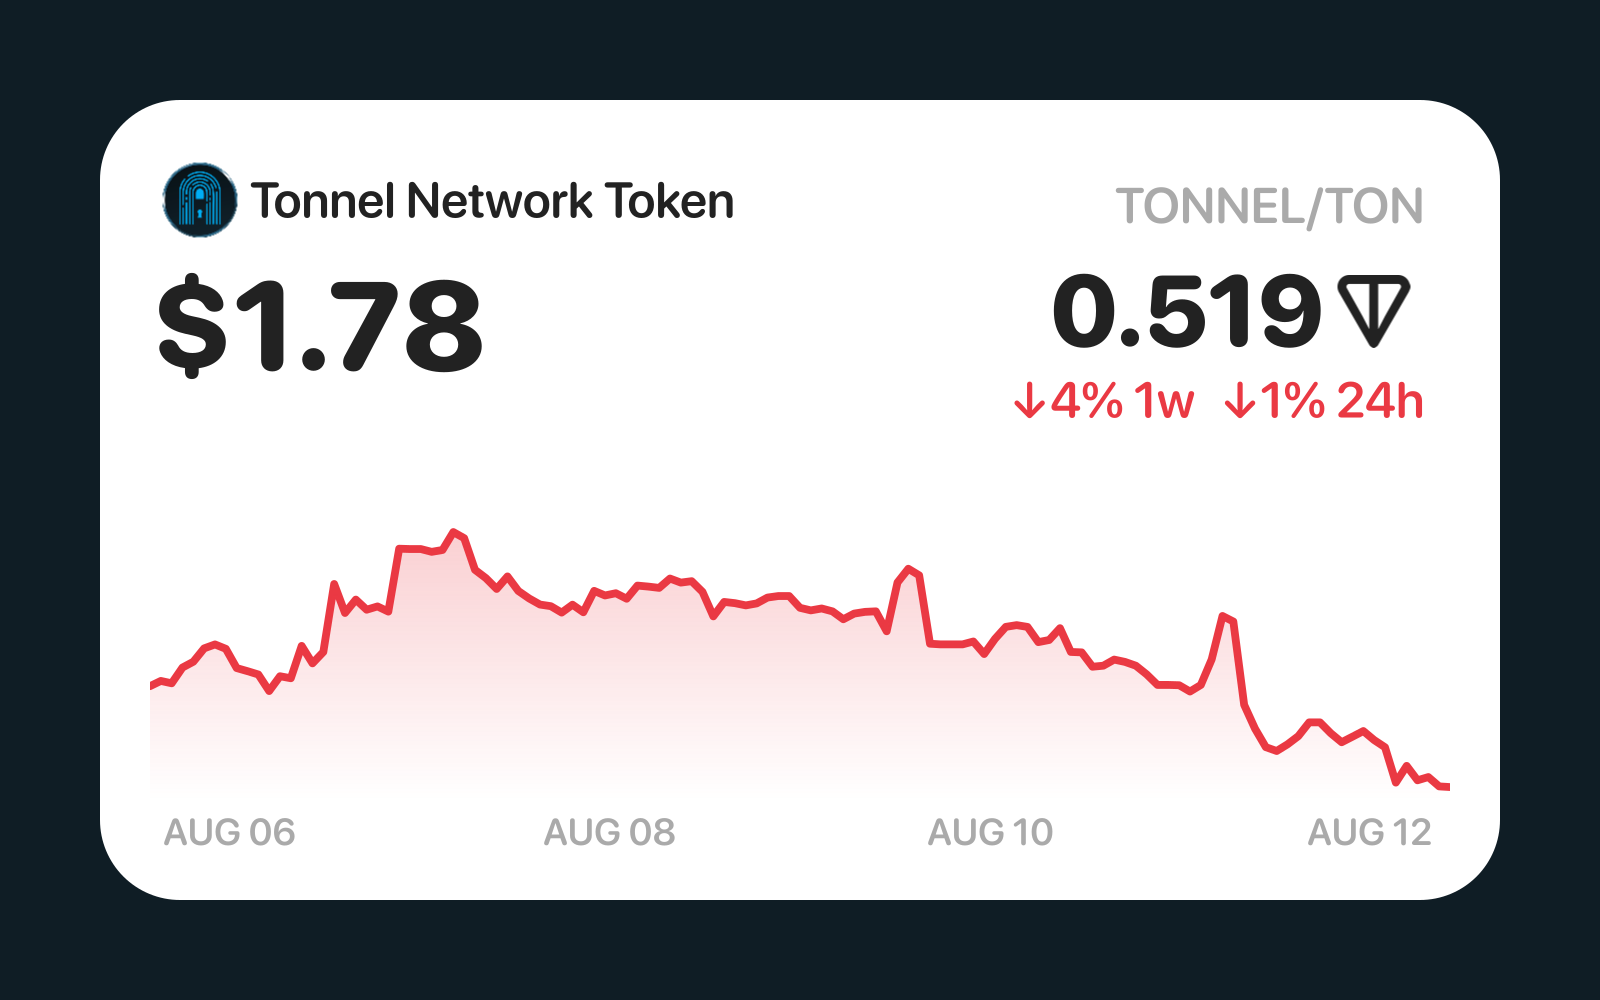 Tonnel Network Token
TONNEL/TON
$1.78
0.519
↓4% 1w ↓1% 24h
AUG 06 AUG 08 AUG 10 AUG 12